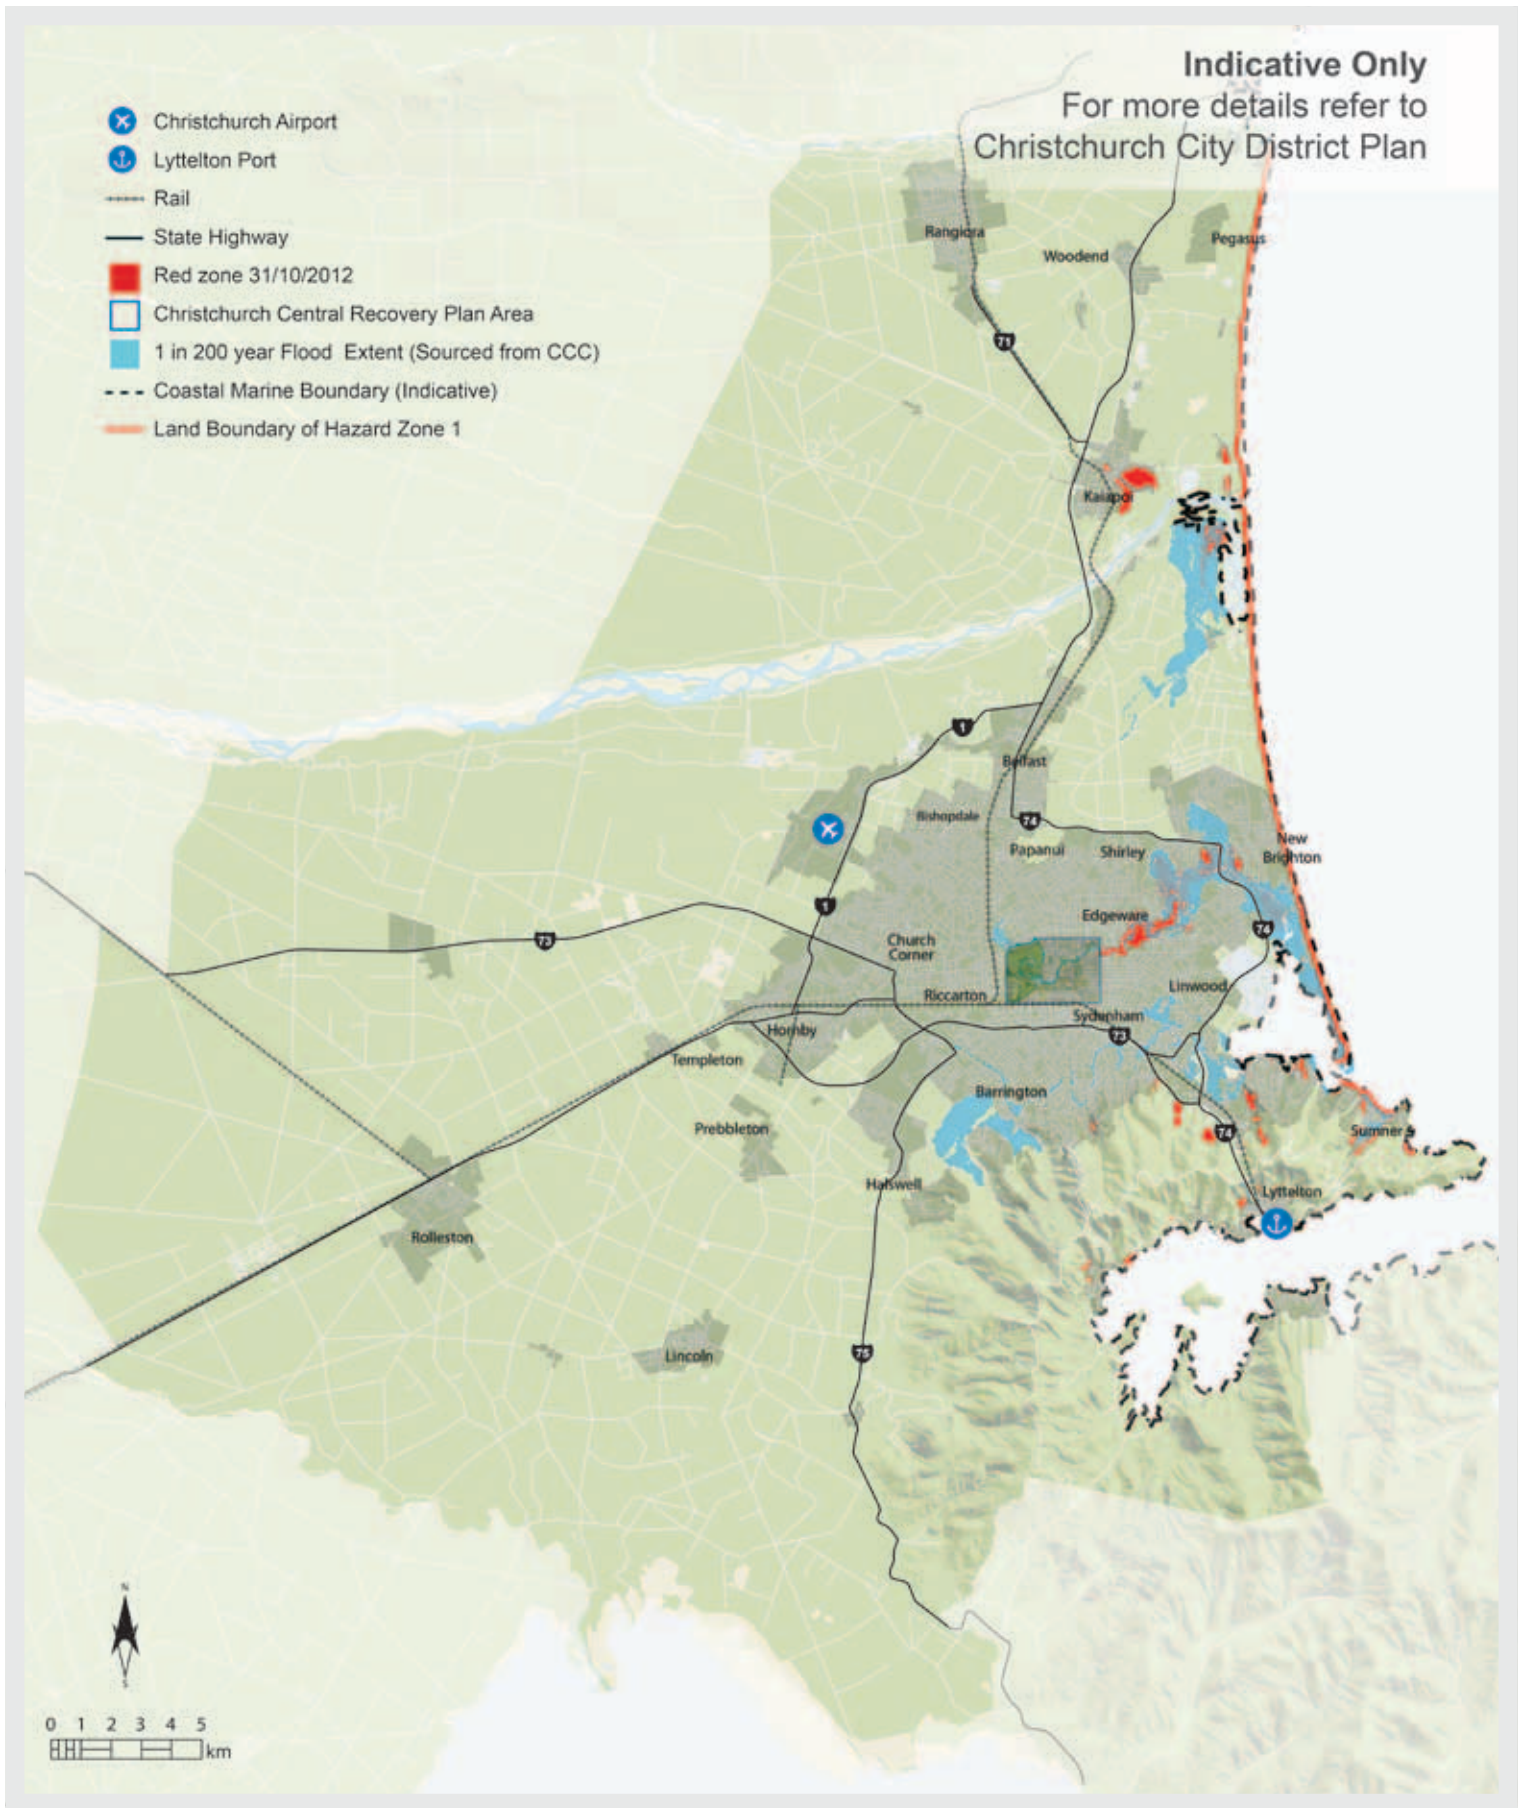 Indicative Only
For more details refer to
Christchurch City District Plan
Christchurch Airport
Lyttelton Port
Rail
State Highway
Red zone 31/10/2012
Christchurch Central Recovery Plan Area
1 in 200 year Flood Extent (Sourced from CCC)
Coastal Marine Boundary (Indicative)
Land Boundary of Hazard Zone 1
Rangiora
Woodend
Pegasus
71
Kaiapoi
1
Belfast
Bishopdale
74
Papanui
Shirley
New
Brighton
1
Edgeware
74
73
Church
Corner
Linwood
Riccarton
Sydenham
73
Hornby
Templeton
Barrington
Prebbleton
74
Sumner
Halswell
Lyttelton
Rolleston
75
Lincoln
N
S
0 1 2 3 4 5
km